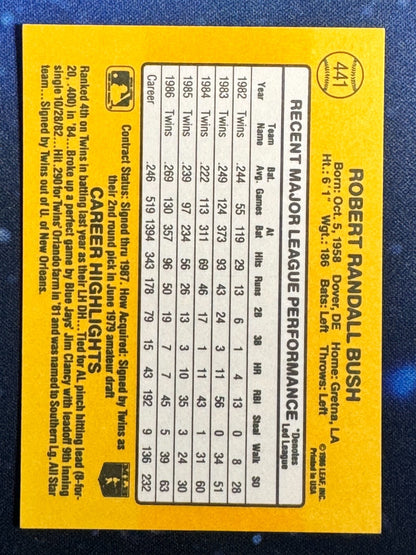 441
ROBERT RANDALL BUSH
© 1986 LEAF, INC.
Printed in USA
Born: Oct. 5, 1958 Dover, DE Home: Gretna, LA
Ht.: 6'1" Wgt.: 186 Bats: Left Throws: Left
RECENT MAJOR LEAGUE PERFORMANCE *Denotes Led League
Team Bat. At
Year Name Avg. Games Bat Hits Runs 2B 3B HR RBI Steal Walk SO
1982 Twins .244 55 119 29 13 6 1 4 13 0 8 28
1983 Twins .249 124 373 93 43 24 3 11 56 0 34 51
1984 Twins .222 113 311 69 46 17 1 11 43 1 31 60
1985 Twins .239 97 234 56 26 13 3 10 35 3 24 30
1986 Twins .269 130 357 96 50 19 7 7 45 5 39 63
Career .246 519 1394 343 178 79 15 43 192 9 136 232
Contract Status: Signed thru 1987. How Acquired: Signed by Twins as
their 2nd round pick in June 1979 amateur draft
CAREER HIGHLIGHTS
Ranked 4th on Twins in batting last year as their LH DH... Tied for AL pinch hitting lead (8-for-
20, .400) in '84... Broke up a perfect game by Blue Jays' Jim Clancy with leadoff 9th inning
single 10/28/82... Hit .290 for Twins' Orlando farm in '81 and was named to Southern Lg. All Star
team... Signed by Twins out of U. of New Orleans.